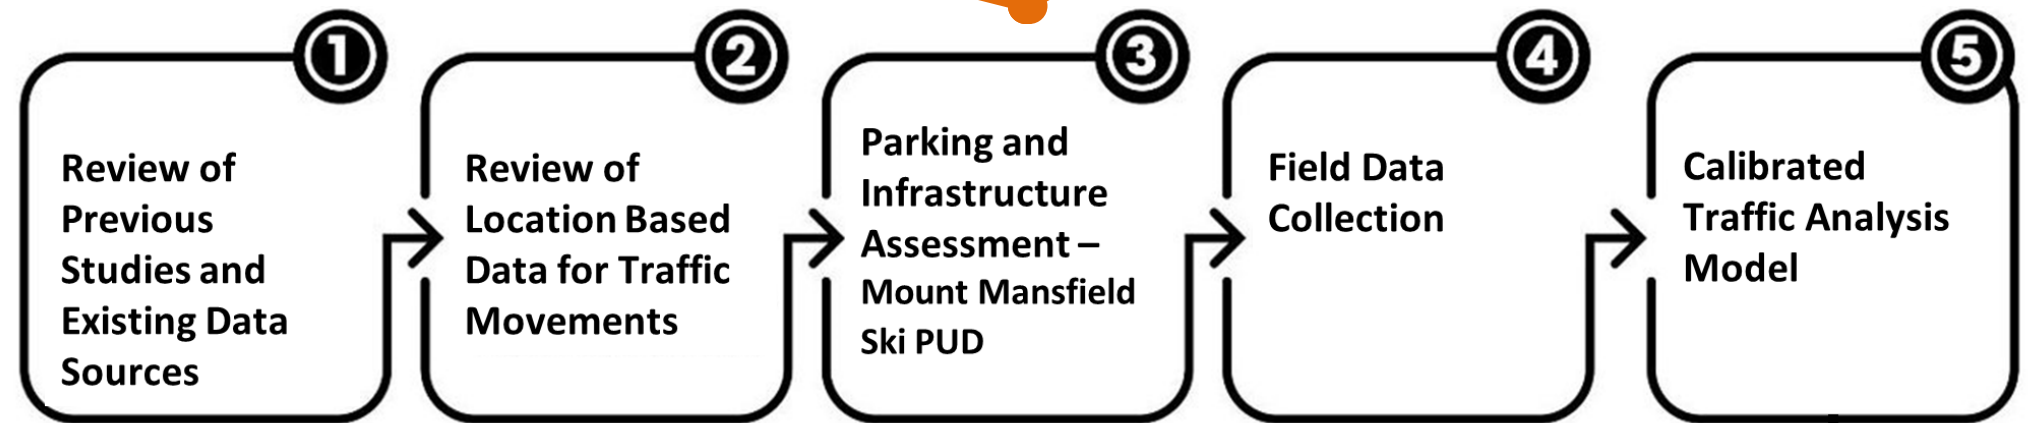 1
Review of
Previous
Studies and
Existing Data
Sources
2
Review of
Location Based
Data for Traffic
Movements
3
Parking and
Infrastructure
Assessment –
Mount Mansfield
Ski PUD
4
Field Data
Collection
5
Calibrated
Traffic Analysis
Model